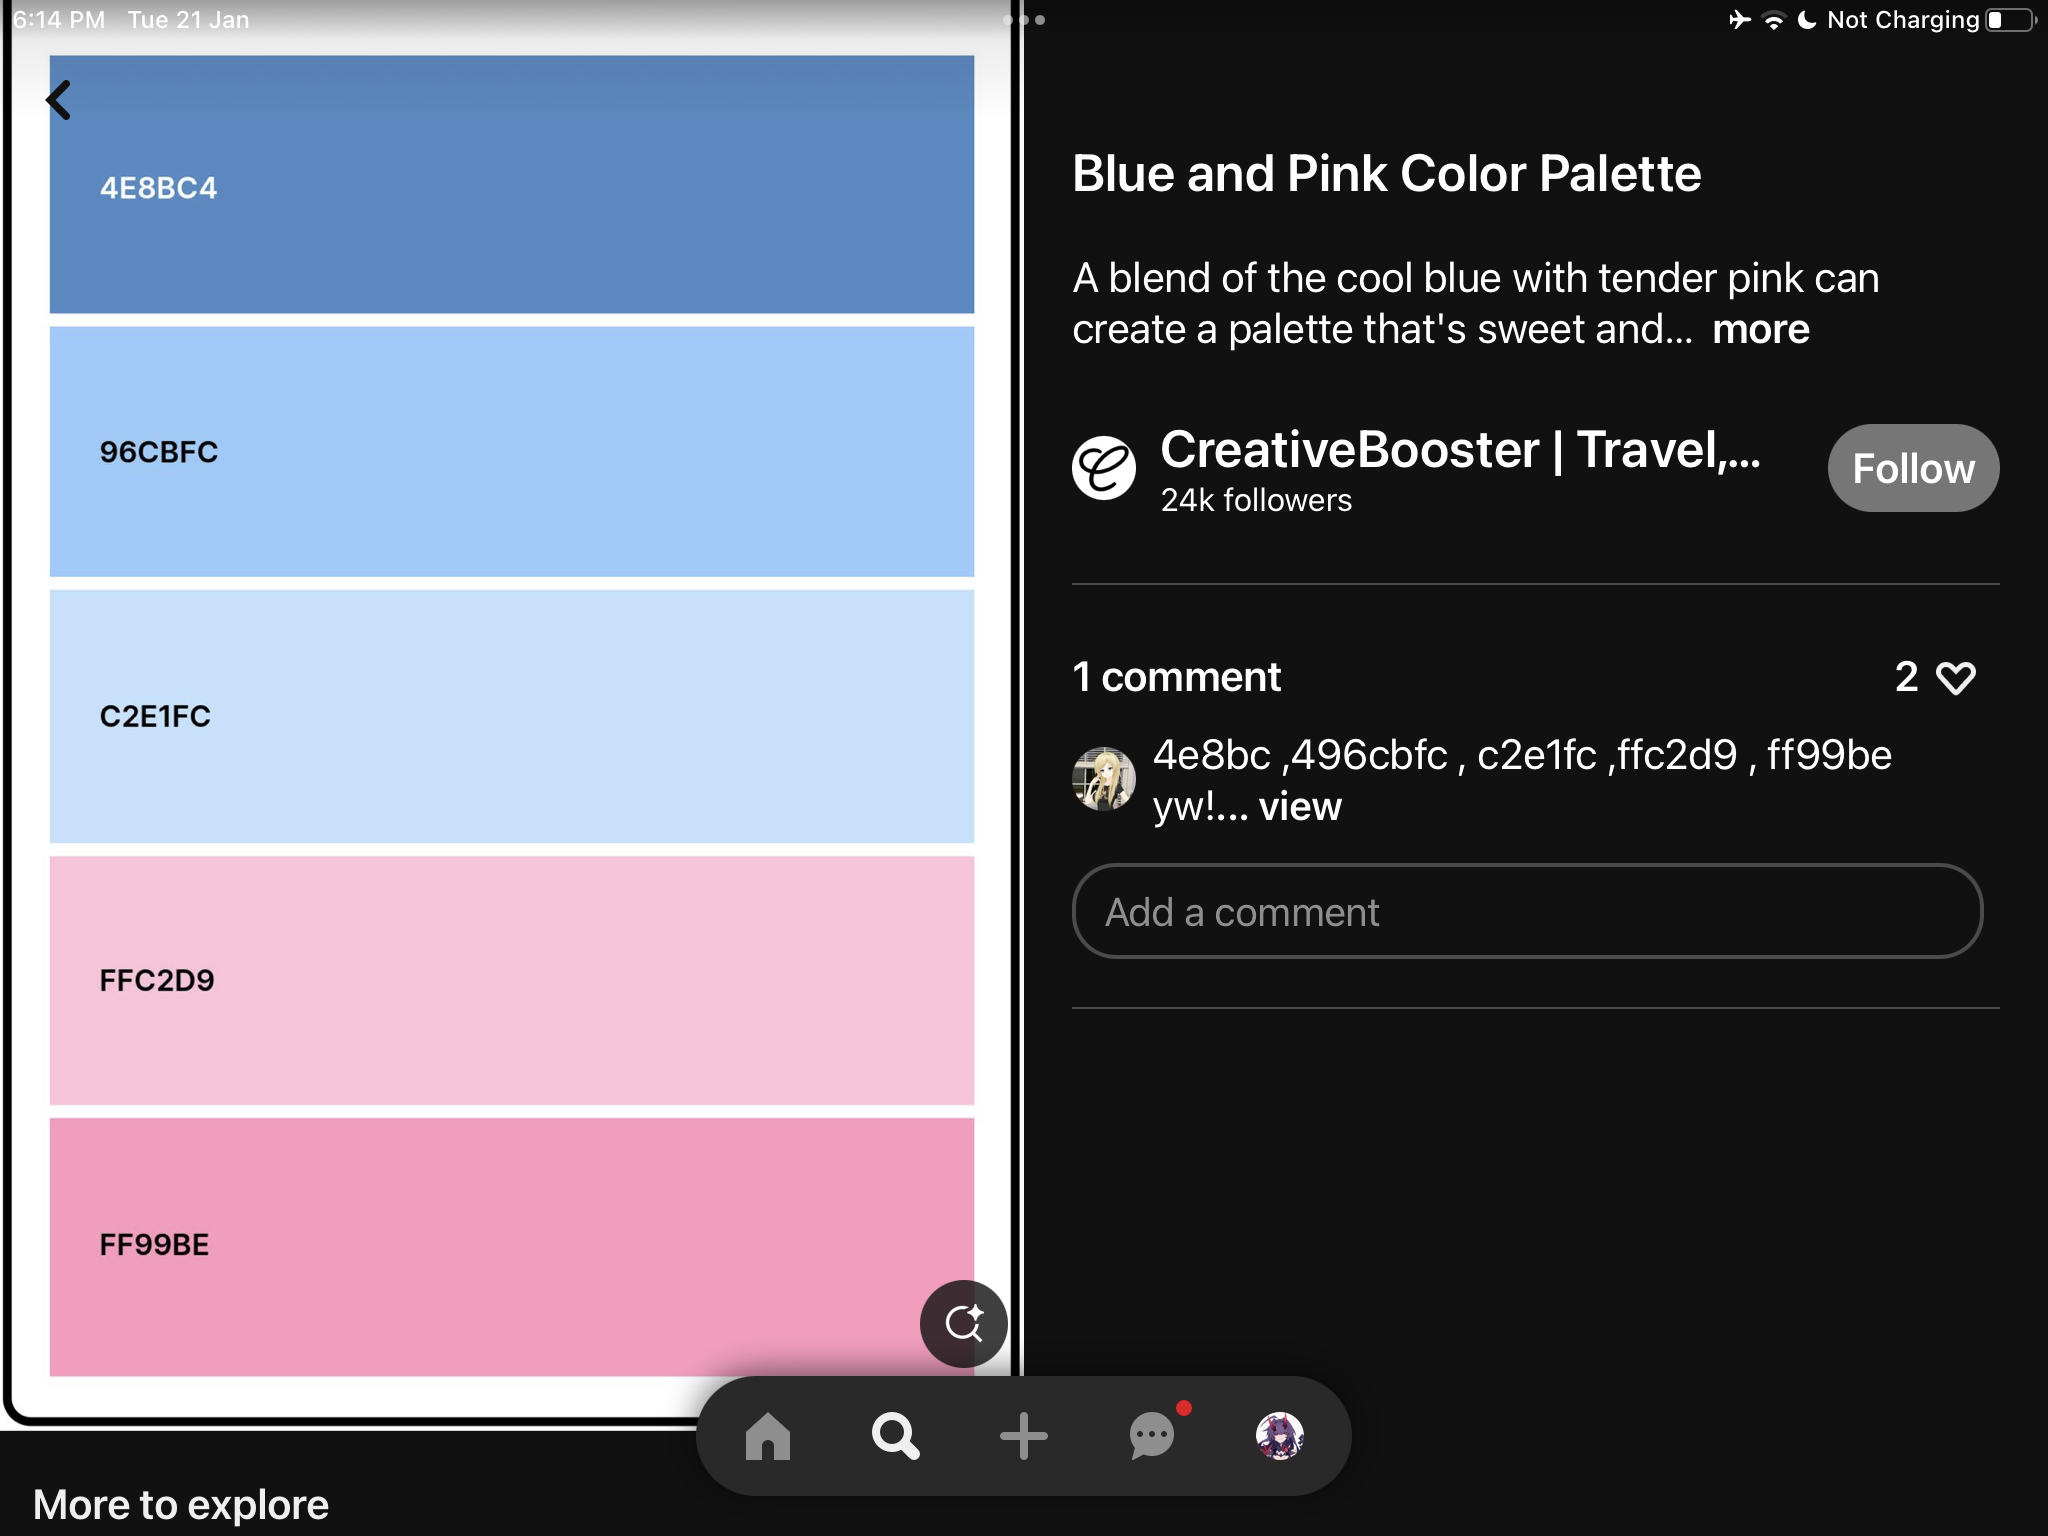 6:14 PM Tue 21 Jan
Not Charging
4E8BC4
96CBFC
C2E1FC
FFC2D9
FF99BE
More to explore
Blue and Pink Color Palette
A blend of the cool blue with tender pink can
create a palette that's sweet and... more
CreativeBooster | Travel,...
24k followers
Follow
1 comment
2
4e8bc ,496cbfc , c2e1fc ,ffc2d9 , ff99be
yw!... view
Add a comment